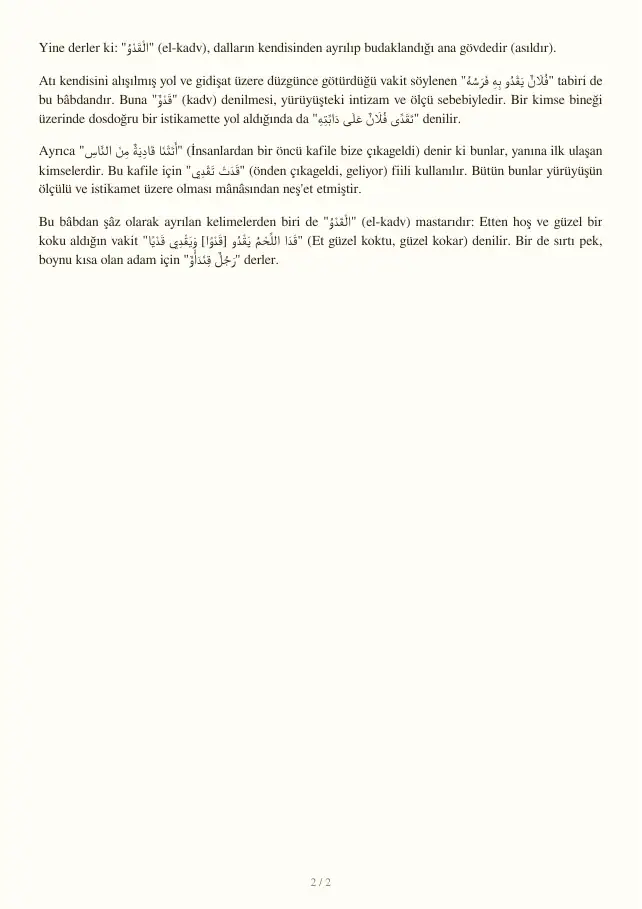 Yine derler ki: "الْقَدْوُ" (el-kadv), dalların kendisinden ayrılıp budaklandığı ana gövdedir (asıldır).
Atı kendisini alışılmış yol ve gidişat üzere düzgünce götürdüğü vakit söylenen "فُلَانٌ يَقْدُو بِهِ فَرَسُهُ" tabiri de
bu bâbdandır. Buna "قَدْوٌ" (kadv) denilmesi, yürüyüşteki intizam ve ölçü sebebiyledir. Bir kimse bineği
üzerinde dosdoğru bir istikamette yol aldığında da "تَقَدَّى فُلَانٌ عَلَى دَابَّتِهِ" denilir.
Ayrıca "أَتَتْنَا قَادِيَةٌ مِنَ النَّاسِ" (İnsanlardan bir öncü kafile bize çıkageldi) denir ki bunlar, yanına ilk ulaşan
kimselerdir. Bu kafile için "قَدَتْ تَقْدِي" (önden çıkageldi, geliyor) fiili kullanılır. Bütün bunlar yürüyüşün
ölçülü ve istikamet üzere olması mânâsından neş'et etmiştir.
Bu bâbdan şâz olarak ayrılan kelimelerden biri de "الْقَدْوُ" (el-kadv) mastarıdır: Etten hoş ve güzel bir
koku aldığın vakit "قَدَا اللَّحْمُ يَقْدُو [قَدْوًا] وَيَقْدِي قَدْيًا" (Et güzel koktu, güzel kokar) denilir. Bir de sırtı pek,
boynu kısa olan adam için "رَجُلٌ قِنْدَأْوٌ" derler.
2 / 2